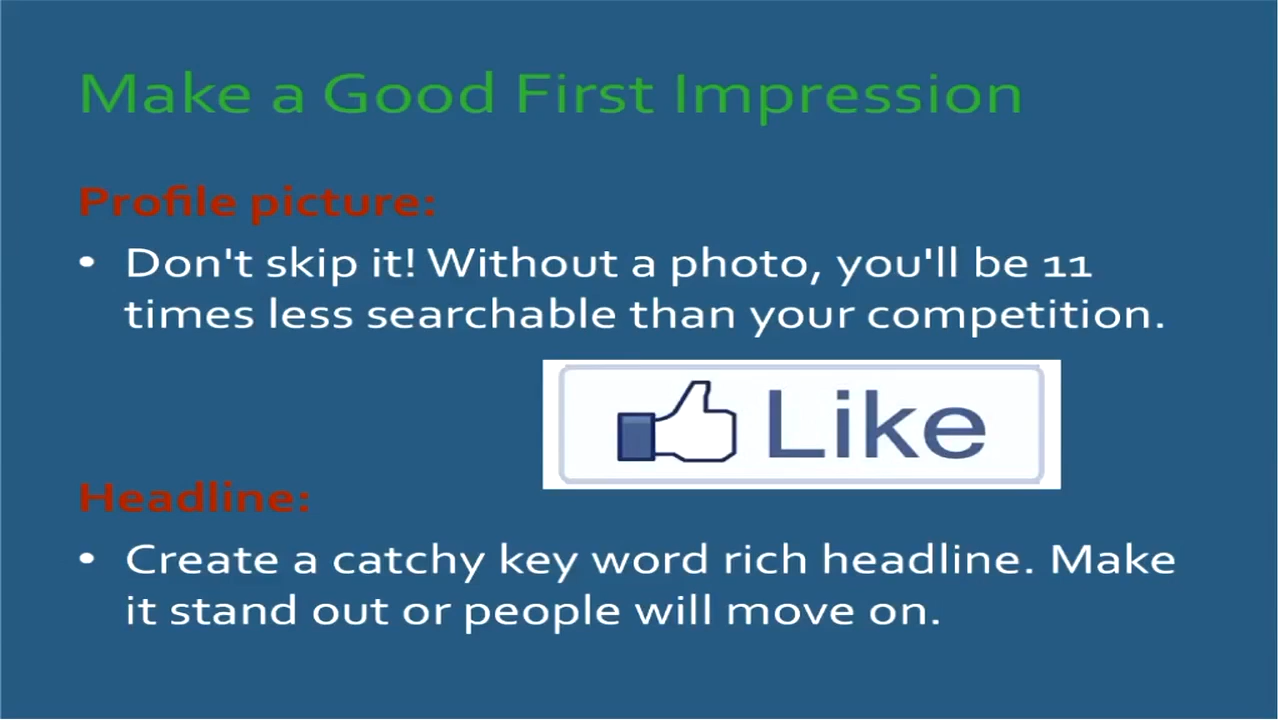 Make a Good First Impression
Profile picture:
• Don't skip it! Without a photo, you'll be 11
times less searchable than your competition.
Like
Headline:
• Create a catchy key word rich headline. Make
it stand out or people will move on.